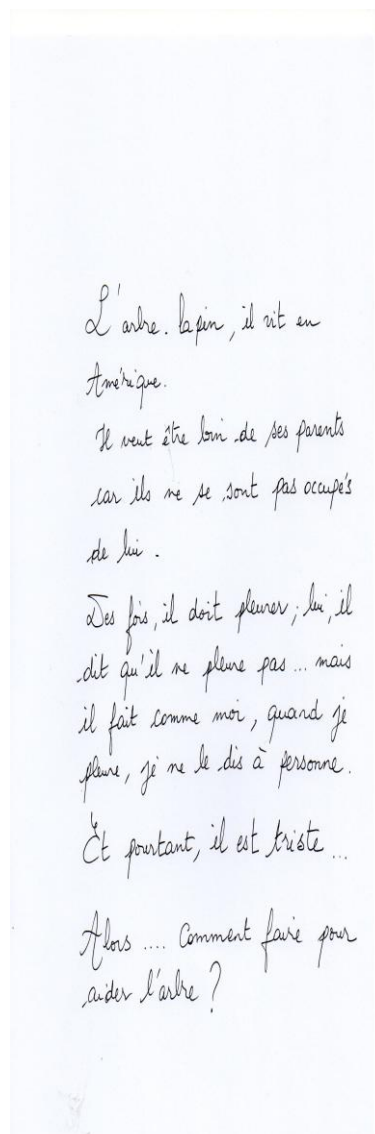 L'arbre. lapin, il vit en
Amérique.
Il veut être loin de ses parents
car ils ne se sont pas occupés
de lui.
Des fois, il doit pleurer; lui, il
dit qu'il ne pleure pas... mais
il fait comme moi, quand je
pleure, je ne le dis à personne.
Et pourtant, il est triste...
Alors .... Comment faire pour
aider l'arbre ?